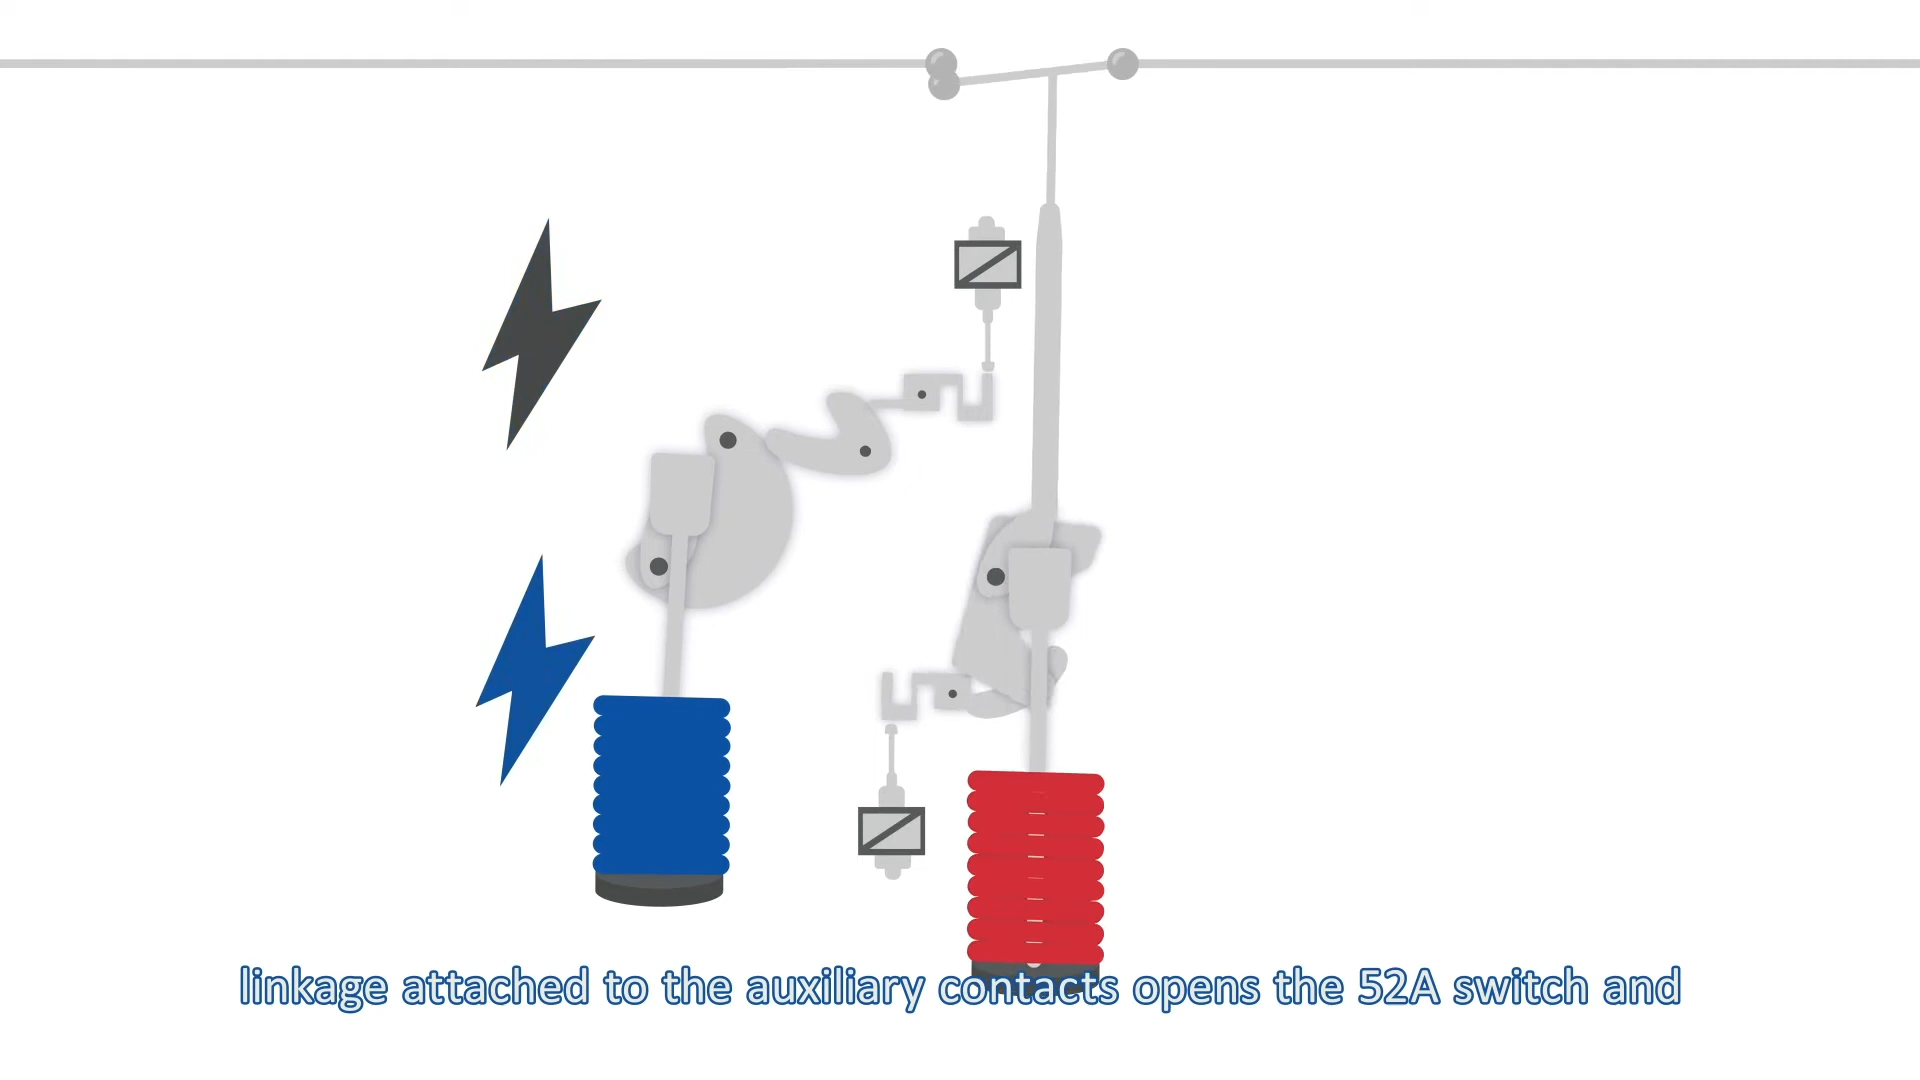 linkage attached to the auxiliary contacts opens the 52A switch and